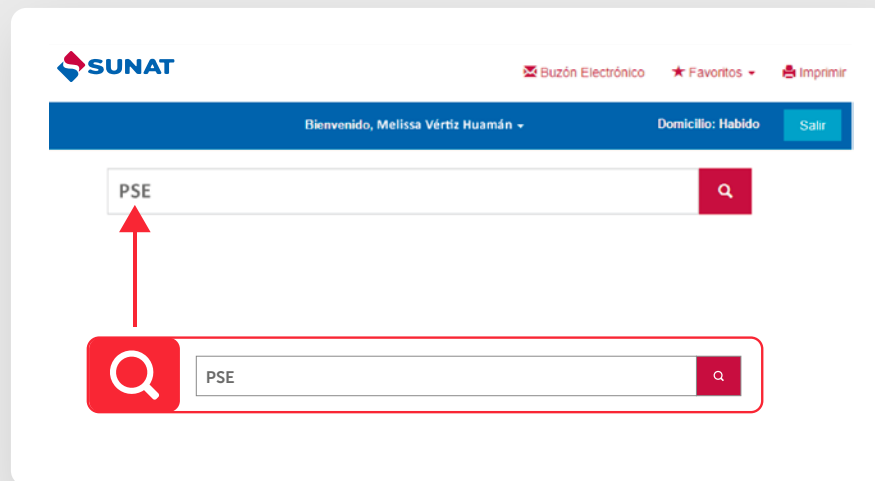 SUNAT
Buzón Electrónico Favoritos Imprimir
Bienvenido, Melissa Vértiz Huamán Domicilio: Habido Salir
PSE
PSE